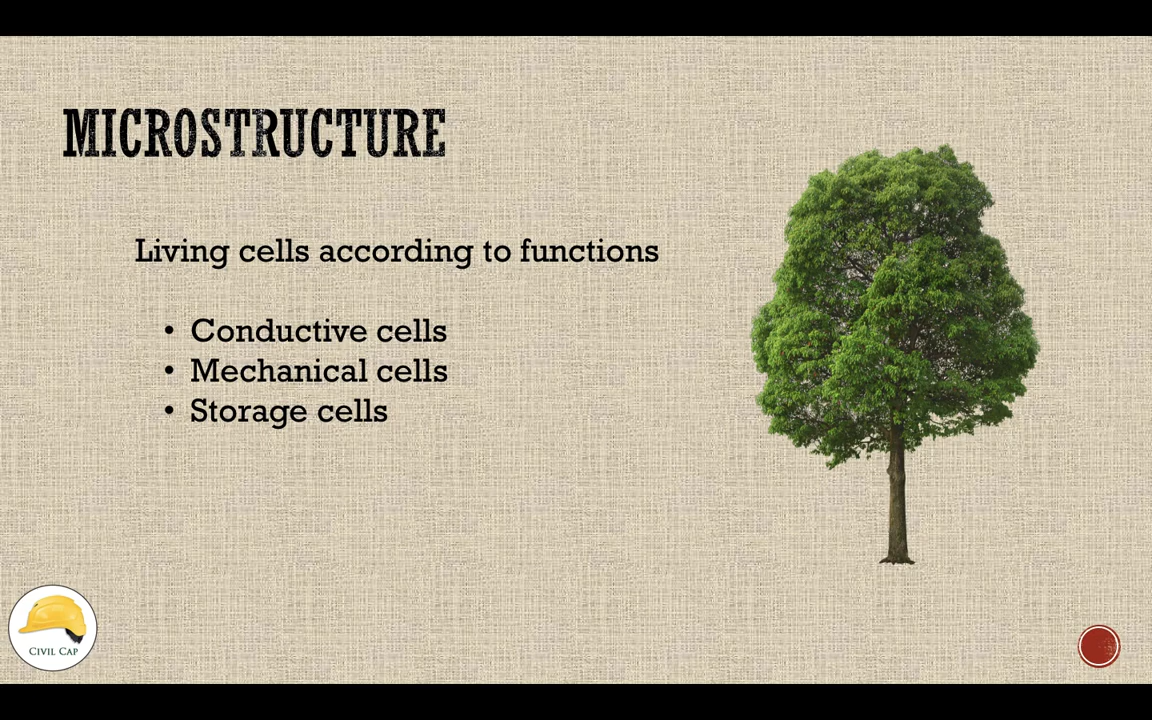 MICROSTRUCTURE
Living cells according to functions
• Conductive cells
• Mechanical cells
• Storage cells
CIVIL CAP